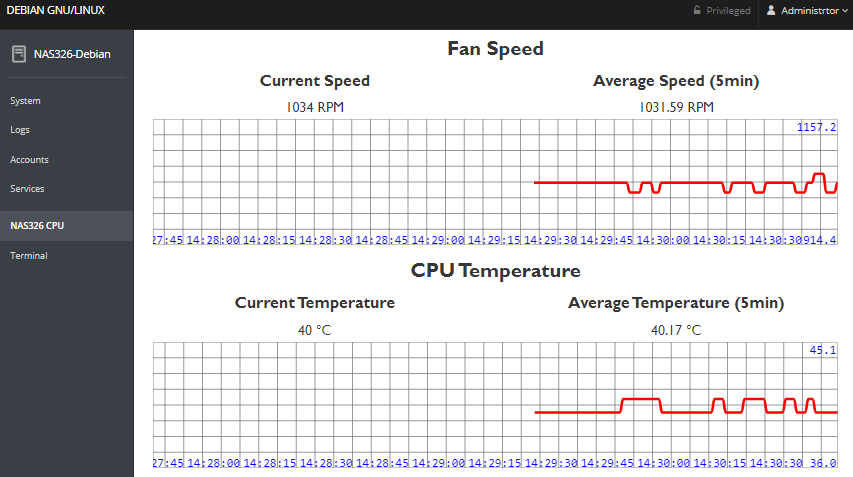 DEBIAN GNU/LINUX
Privileged
Administrtor
NAS326-Debian
System
Logs
Accounts
Services
NAS326 CPU
Terminal
Fan Speed
Current Speed
Average Speed (5min)
1034 RPM
1031.59 RPM
1157.2
27:45 14:28:00 14:28:15 14:28:30 14:28:45 14:29:00 14:29:15 14:29:30 14:29:45 14:30:00 14:30:15 14:30:30 914.4
CPU Temperature
Current Temperature
Average Temperature (5min)
40 °C
40.17 °C
45.1
27:45 14:28:00 14:28:15 14:28:30 14:28:45 14:29:00 14:29:15 14:29:30 14:29:45 14:30:00 14:30:15 14:30:30 36.0